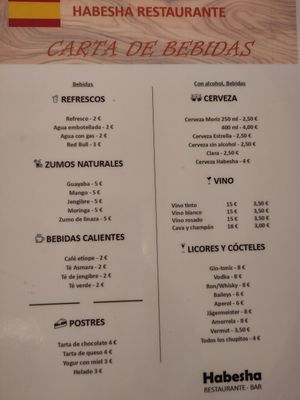 HABESHA RESTAURANTE
CARTA DE BEBIDAS
Bebidas
REFRESCOS
Refresco - 2 €
Agua embotellada - 2 €
Agua con gas - 2 €
Red Bull - 3 €
ZUMOS NATURALES
Guayaba - 5 €
Mango - 5 €
Jengibre - 5 €
Moringa - 5 €
Zumo de linaza - 5 €
BEBIDAS CALIENTES
Café etíope - 2 €
Té Asmara - 2 €
Té de jengibre - 2 €
Té verde - 2 €
POSTRES
Tarta de chocolate 4 €
Tarta de queso 4 €
Yogur con miel 3 €
Helado 3 €
Con alcohol, Bebidas
CERVEZA
Cerveza Moriz 250 ml - 2,50 €
400 ml - 4,00 €
Cerveza Estrella - 2,50 €
Cerveza sin alcohol - 2,50 €
Clara - 2,50 €
Cerveza Habesha - 4 €
VINO
Vino tinto 15 € 3,50 €
Vino blanco 15 € 3,50 €
Vino rosado 15 € 3,50 €
Cava y champán 18 € 3,00 €
LICORES Y CÓCTELES
Gin-tonic - 8 €
Vodka - 8 €
Ron/Whisky - 8 €
Baileys - 6 €
Aperol - 6 €
Jägermeister - 8 €
Amorrela - 8 €
Vermut - 3,50 €
Todos los chupitos - 4 €
Habesha
RESTAURANTE - BAR